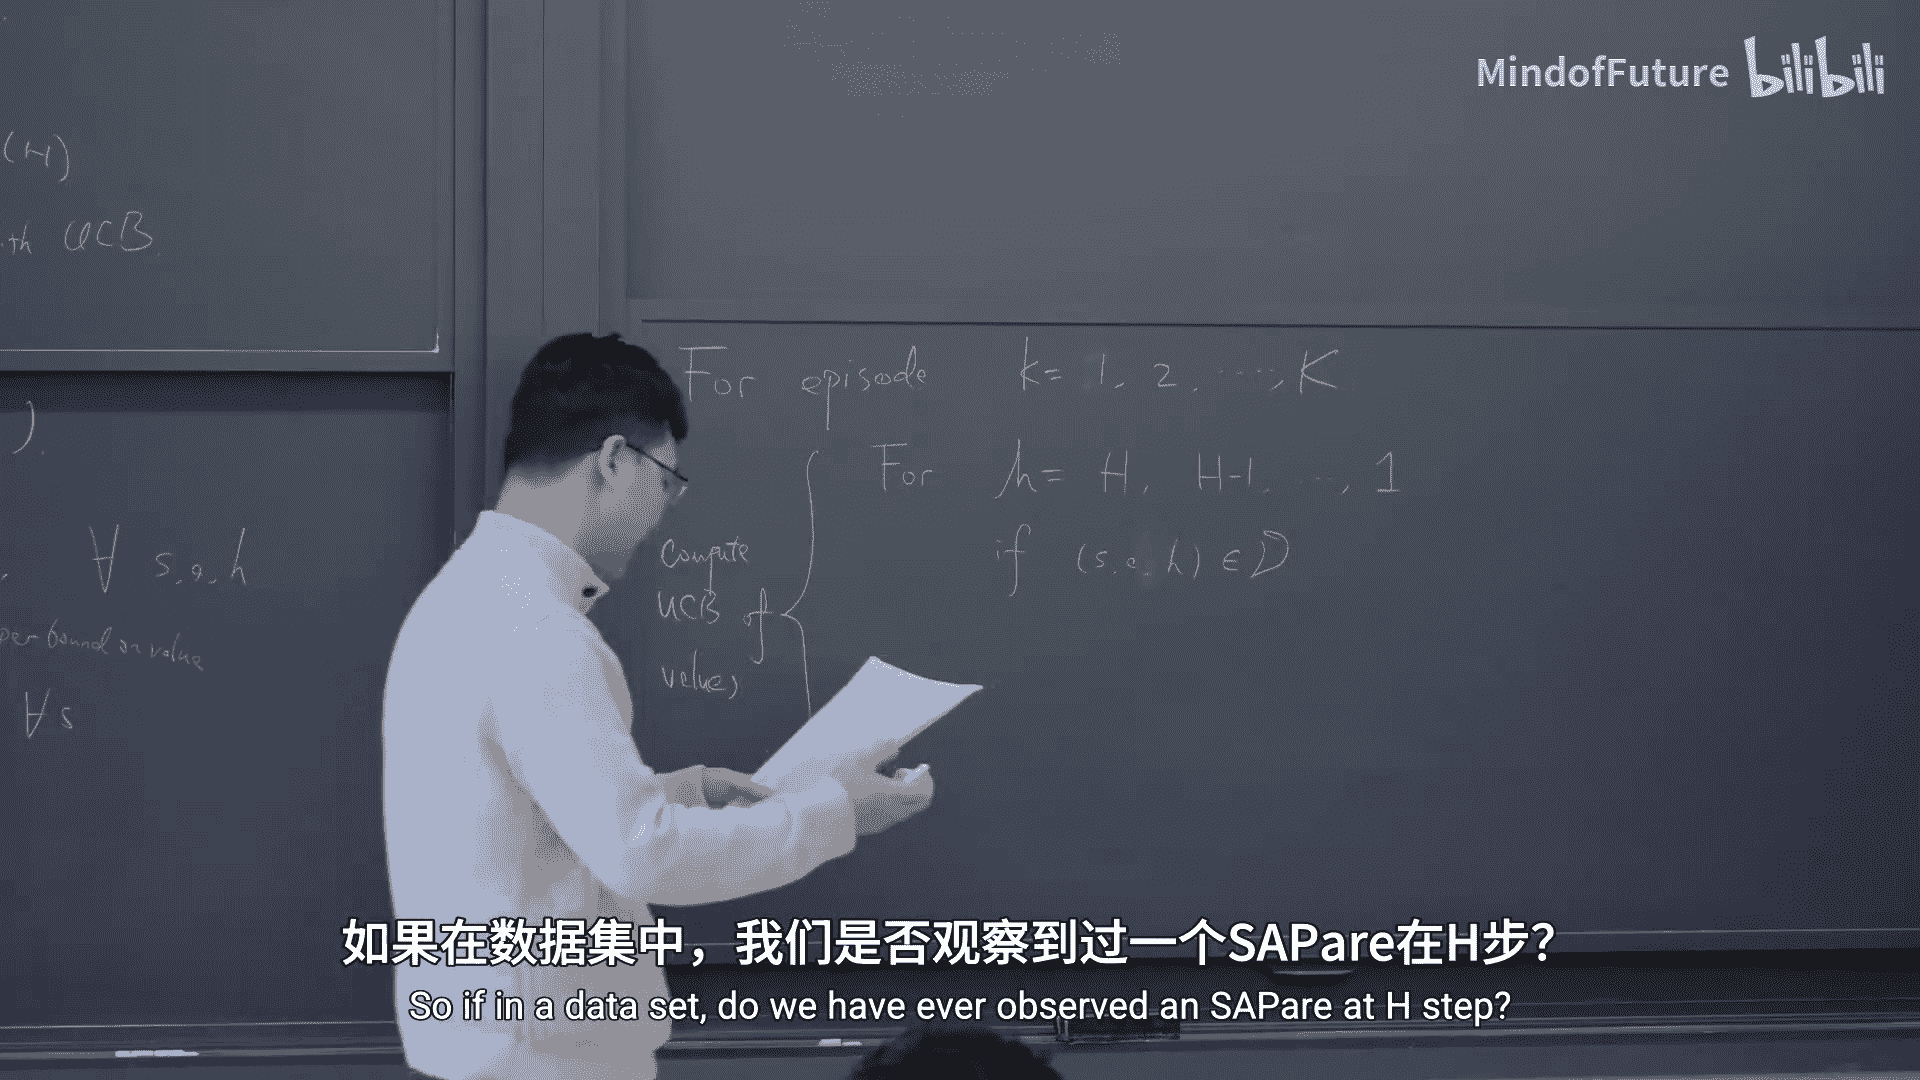 MindofFuture bilibili
(H)
th UCB.
).
∀ s,a,h
per bound on value
∀s
For episode k= 1, 2, ...., K
For h= H, H-1, ..., 1
if (s,a,h) ∈ D
Compute
UCB of
values
如果在数据集中，我们是否观察到过一个SAPare在H步？
So if in a data set, do we have ever observed an SAPare at H step?